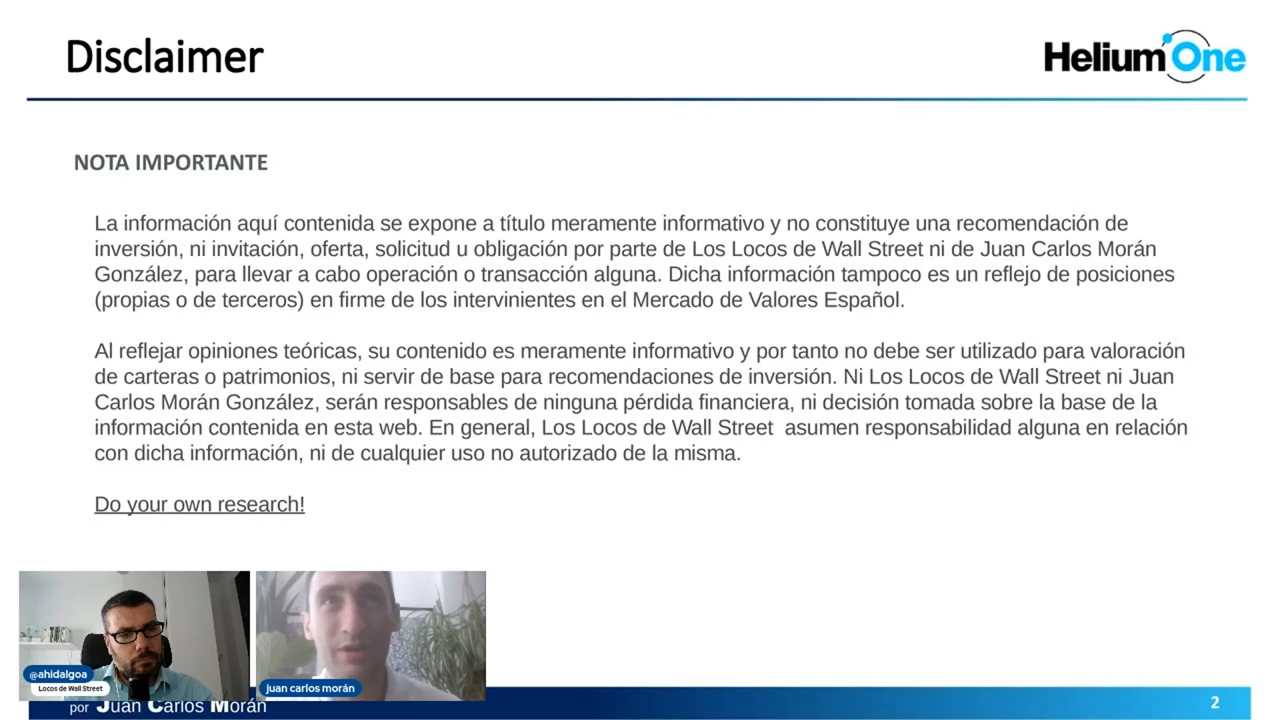 Disclaimer
Helium One
NOTA IMPORTANTE
La información aquí contenida se expone a título meramente informativo y no constituye una recomendación de
inversión, ni invitación, oferta, solicitud u obligación por parte de Los Locos de Wall Street ni de Juan Carlos Morán
González, para llevar a cabo operación o transacción alguna. Dicha información tampoco es un reflejo de posiciones
(propias o de terceros) en firme de los intervinientes en el Mercado de Valores Español.
Al reflejar opiniones teóricas, su contenido es meramente informativo y por tanto no debe ser utilizado para valoración
de carteras o patrimonios, ni servir de base para recomendaciones de inversión. Ni Los Locos de Wall Street ni Juan
Carlos Morán González, serán responsables de ninguna pérdida financiera, ni decisión tomada sobre la base de la
información contenida en esta web. En general, Los Locos de Wall Street  asumen responsabilidad alguna en relación
con dicha información, ni de cualquier uso no autorizado de la misma.
Do your own research!
@ahidalgoa
Locos de Wall Street
juan carlos morán
por Juan Carlos Morán
2